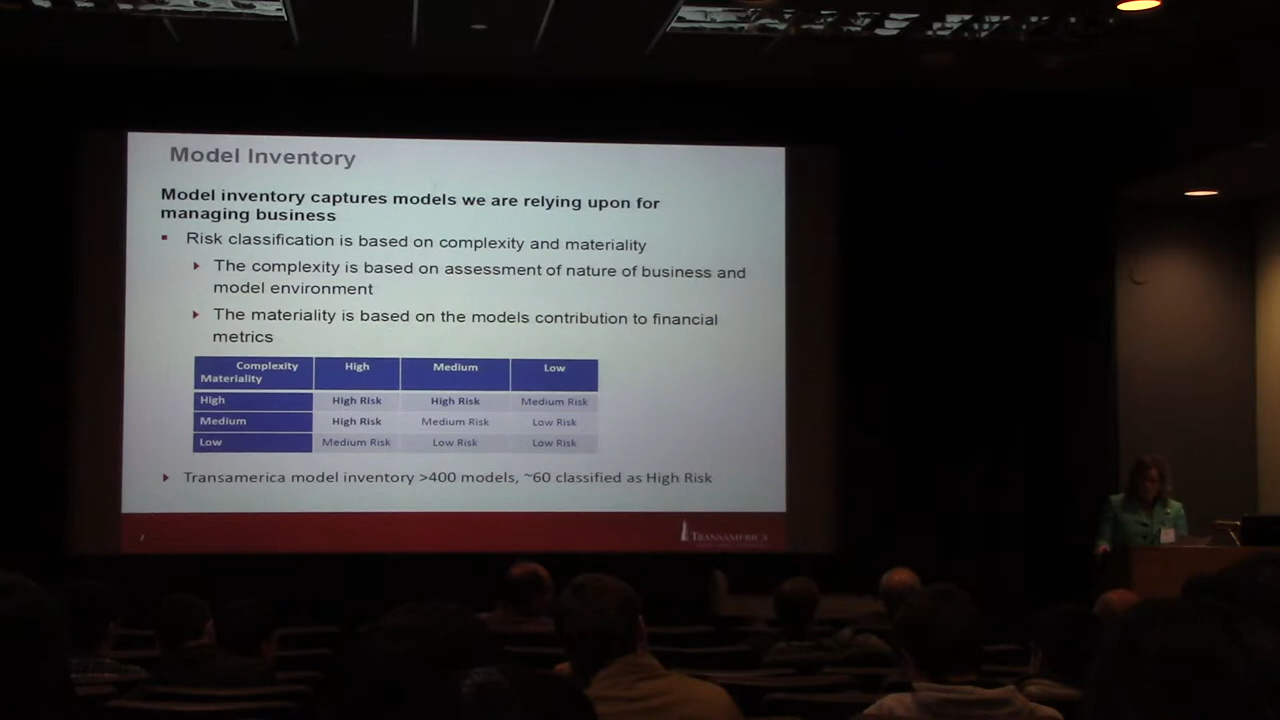 Model Inventory
Model inventory captures models we are relying upon for
managing business
Risk classification is based on complexity and materiality
The complexity is based on assessment of nature of business and
model environment
The materiality is based on the models contribution to financial
metrics
Complexity High Medium Low
Materiality
High High Risk High Risk Medium Risk
Medium High Risk Medium Risk Low Risk
Low Medium Risk Low Risk Low Risk
Transamerica model inventory >400 models, ~60 classified as High Risk
TRANSAMERICA